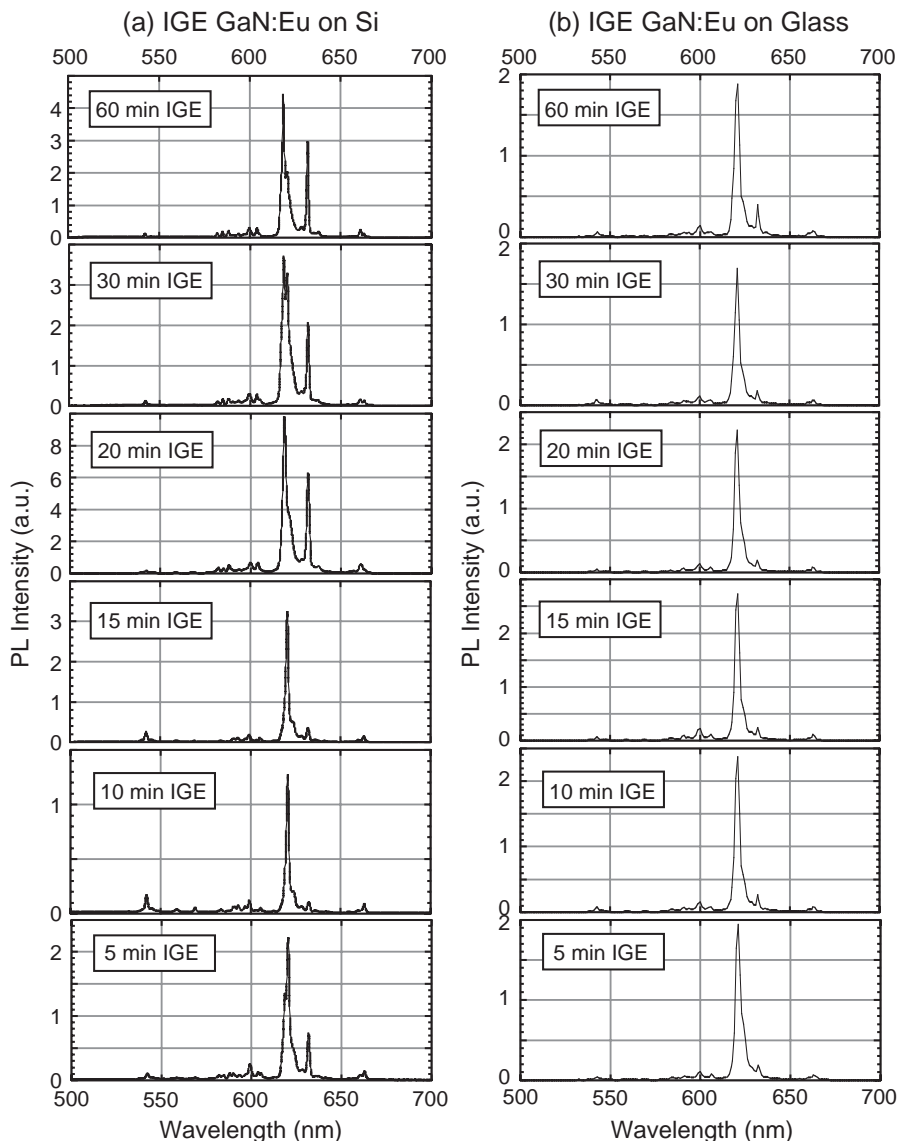 (a) IGE GaN:Eu on Si
500 550 600 650 700
60 min IGE
4
3
2
1
0
30 min IGE
3
2
1
0
20 min IGE
8
6
4
2
0
15 min IGE
3
2
1
0
10 min IGE
1
0
5 min IGE
2
1
0
500 550 600 650 700
Wavelength (nm)
PL Intensity (a.u.)
(b) IGE GaN:Eu on Glass
500 550 600 650 700
60 min IGE
2
1
0
30 min IGE
2
1
0
20 min IGE
2
1
0
15 min IGE
2
1
0
10 min IGE
2
1
0
5 min IGE
2
1
0
500 550 600 650 700
Wavelength (nm)
PL Intensity (a.u.)